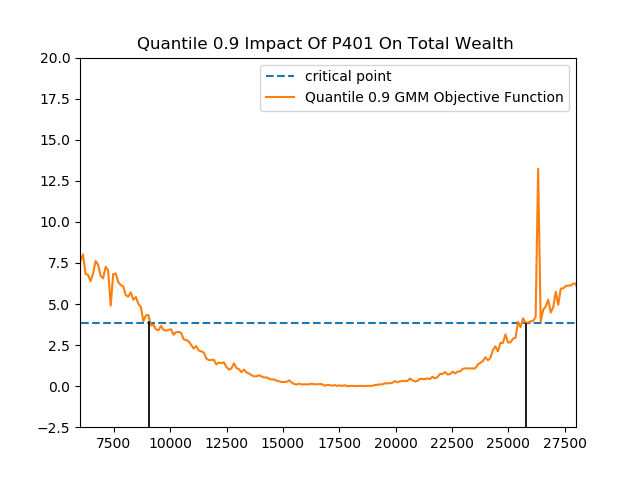 Quantile 0.9 Impact Of P401 On Total Wealth
critical point
Quantile 0.9 GMM Objective Function
20.0
17.5
15.0
12.5
10.0
7.5
5.0
2.5
0.0
−2.5
7500 10000 12500 15000 17500 20000 22500 25000 27500